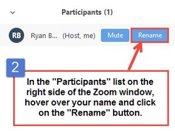 Participants (1)
RB Ryan B... (Host, me) Mute Rename
2
In the "Participants" list on the
right side of the Zoom window,
hover over your name and click
on the "Rename" button.